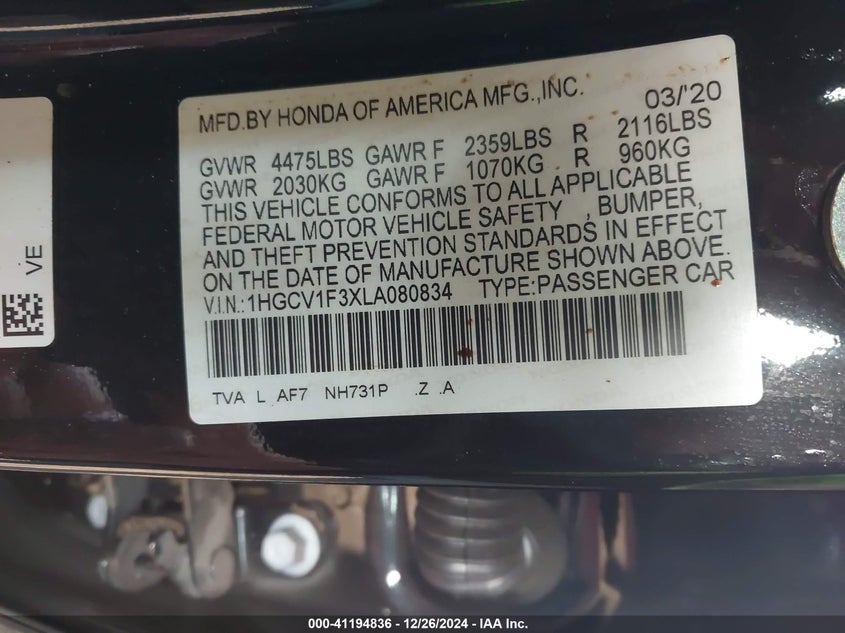 MFD.BY HONDA OF AMERICA MFG.,INC. 03/'20
GVWR 4475LBS GAWR F 2359LBS R 2116LBS
GVWR 2030KG GAWR F 1070KG R 960KG
THIS VEHICLE CONFORMS TO ALL APPLICABLE
FEDERAL MOTOR VEHICLE SAFETY , BUMPER,
AND THEFT PREVENTION STANDARDS IN EFFECT
ON THE DATE OF MANUFACTURE SHOWN ABOVE.
V.I.N.:1HGCV1F3XLA080834 TYPE:PASSENGER CAR
TVA L AF7 NH731P .Z .A
VE
000-41194836 - 12/26/2024 - IAA Inc.